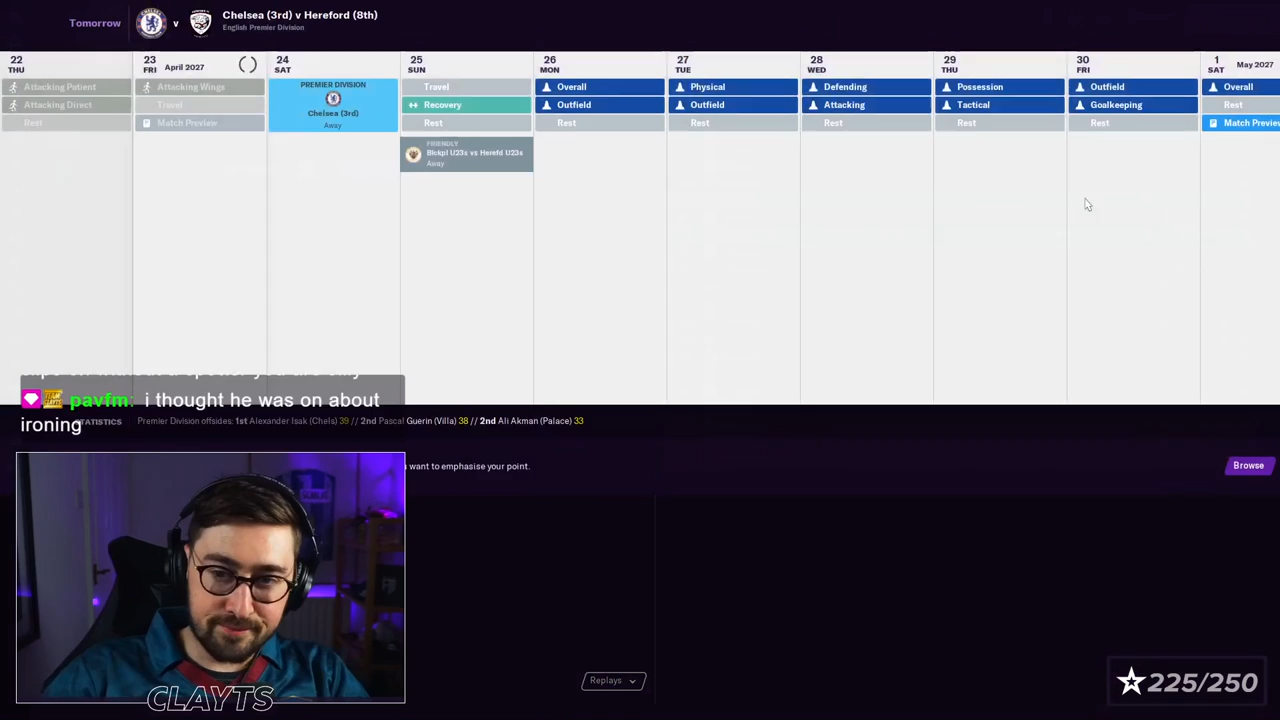 Tomorrow
v
Chelsea (3rd) v Hereford (8th)
English Premier Division
22
THU
23
FRI
April 2027
24
SAT
25
SUN
26
MON
27
TUE
28
WED
29
THU
30
FRI
1
SAT
May 2027
Attacking Patient
Attacking Direct
Rest
Attacking Wings
Travel
Match Preview
PREMIER DIVISION
Chelsea (3rd)
Away
Travel
Recovery
Rest
FRIENDLY
Blckpl U23s vs Herefd U23s
Away
Overall
Outfield
Rest
Physical
Outfield
Rest
Defending
Attacking
Rest
Possession
Tactical
Rest
Outfield
Goalkeeping
Rest
Overall
Rest
Match Preview
pavfm: i thought he was on about
ironing
Premier Division offsides: 1st Alexander Isak (Chels) 39 // 2nd Pascal Guerin (Villa) 38 // 2nd Ali Akman (Palace) 33
want to emphasise your point.
Browse
Replays
CLAYTS
225/250